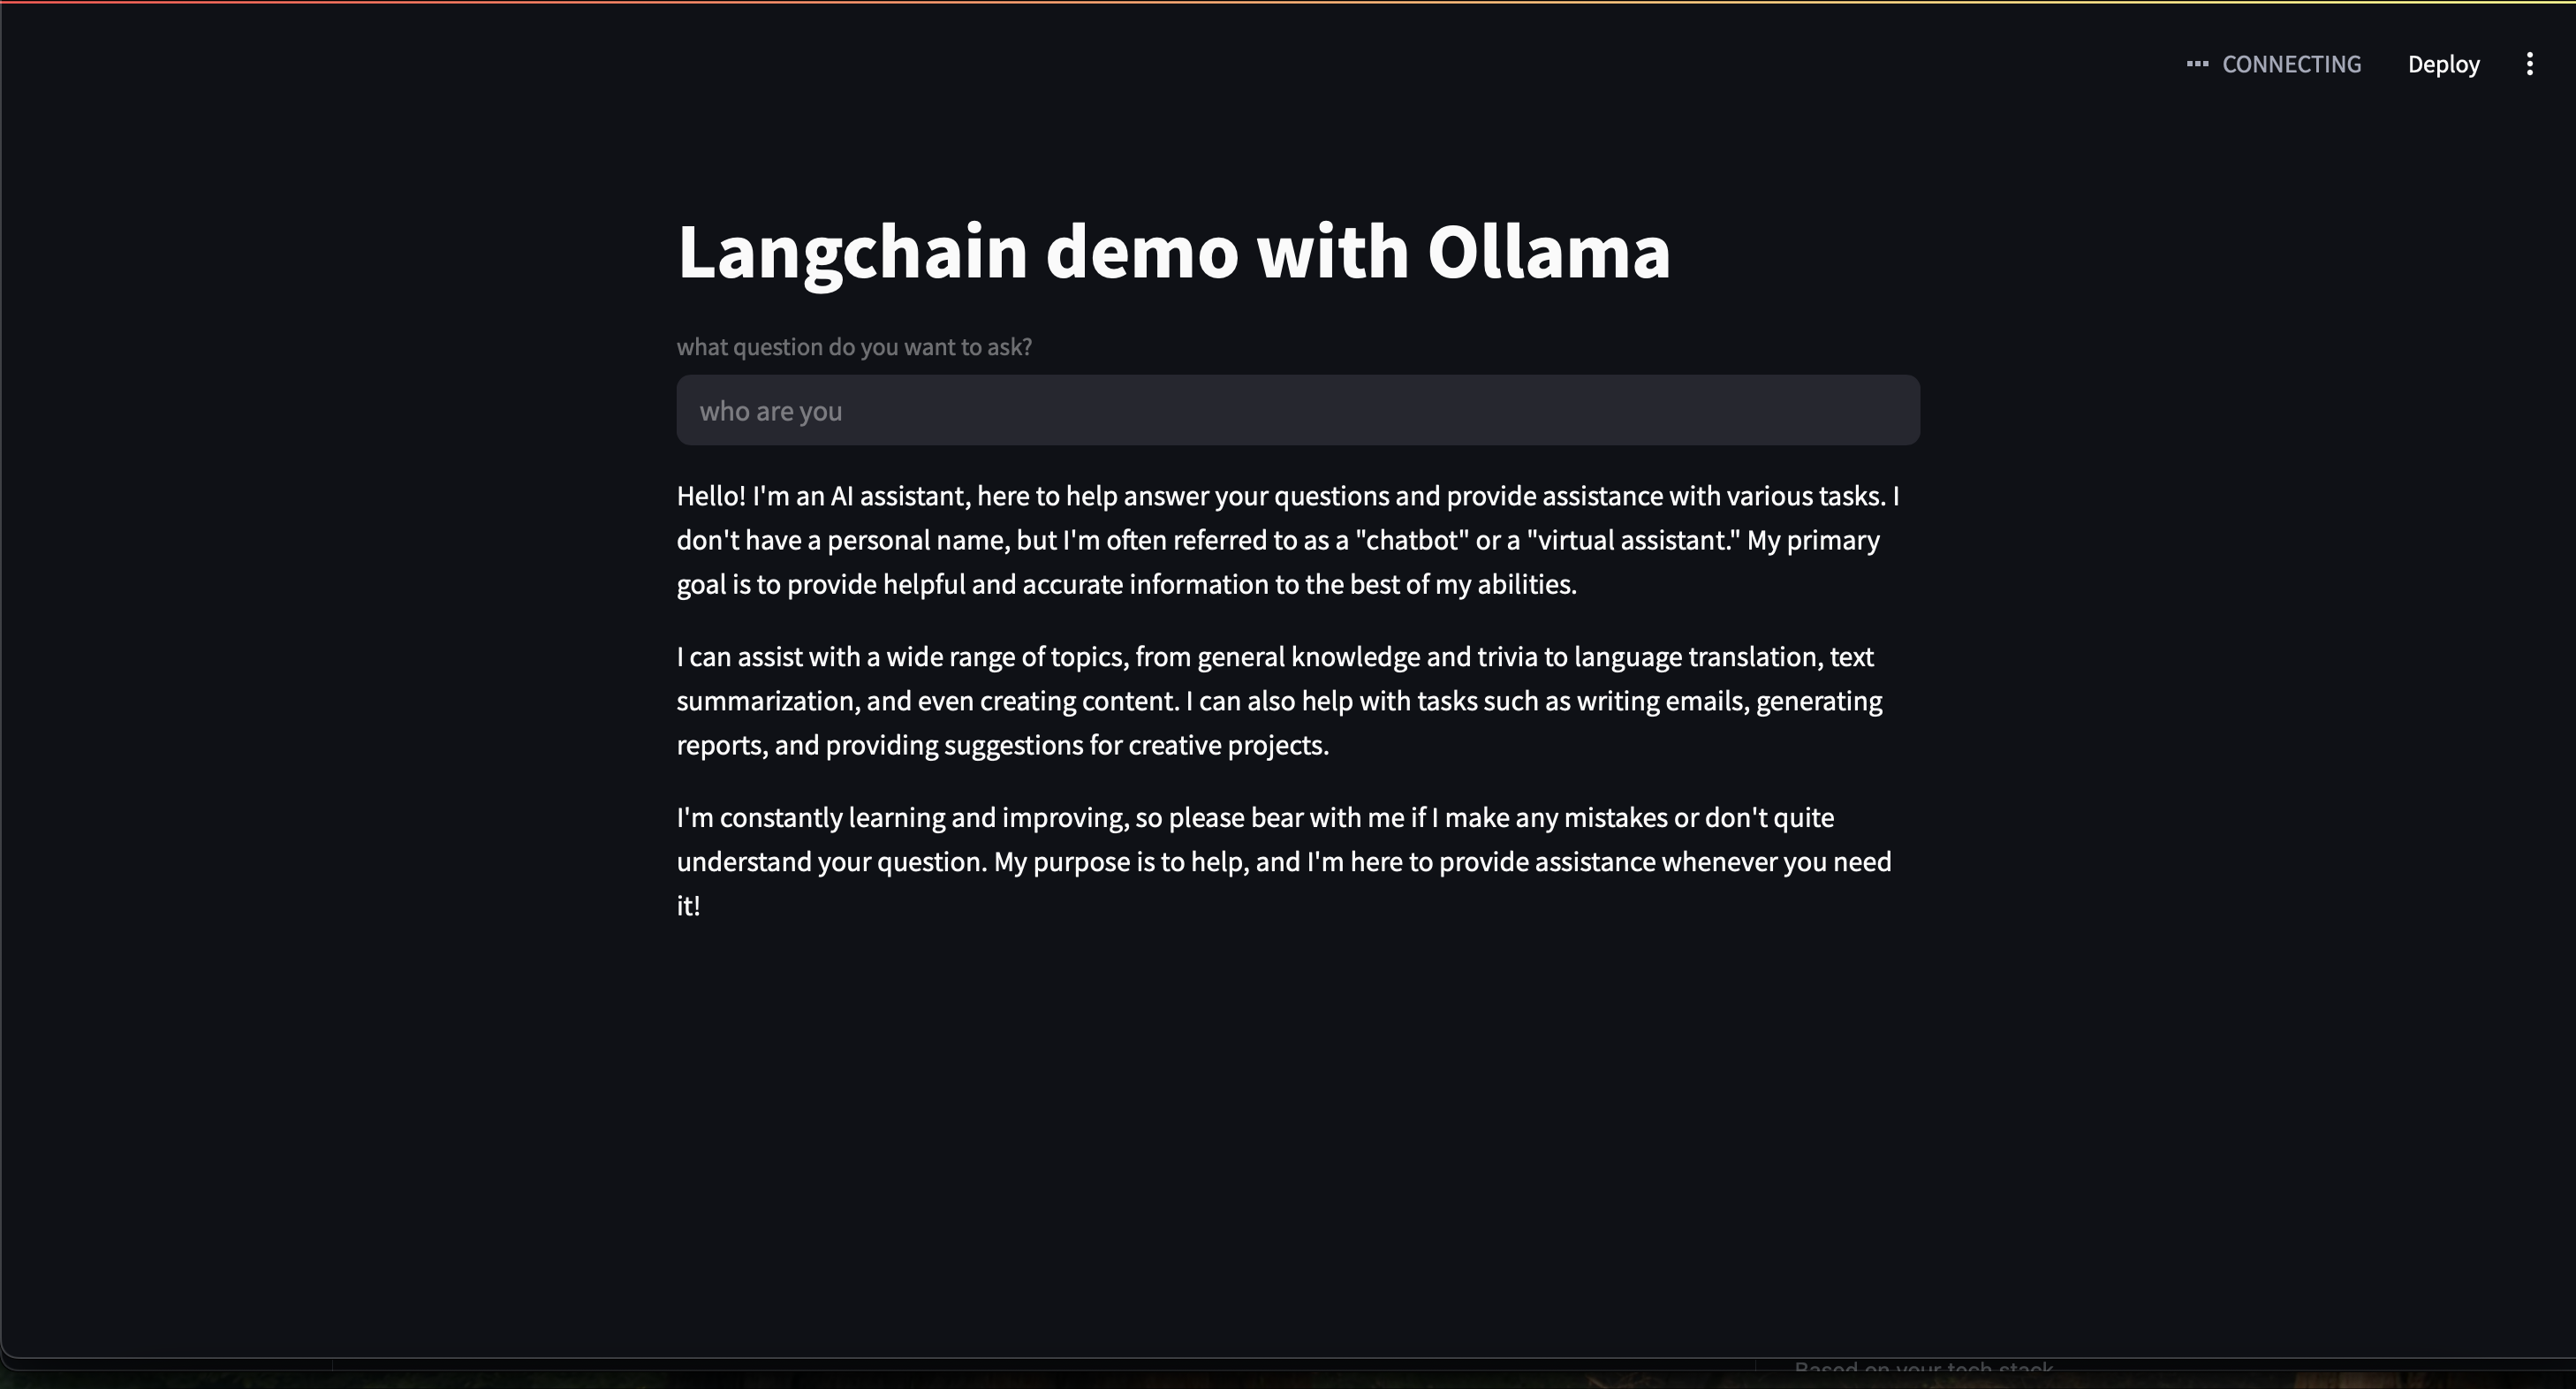 CONNECTING
Deploy
Langchain demo with Ollama
what question do you want to ask?
who are you
Hello! I'm an AI assistant, here to help answer your questions and provide assistance with various tasks. I
don't have a personal name, but I'm often referred to as a "chatbot" or a "virtual assistant." My primary
goal is to provide helpful and accurate information to the best of my abilities.
I can assist with a wide range of topics, from general knowledge and trivia to language translation, text
summarization, and even creating content. I can also help with tasks such as writing emails, generating
reports, and providing suggestions for creative projects.
I'm constantly learning and improving, so please bear with me if I make any mistakes or don't quite
understand your question. My purpose is to help, and I'm here to provide assistance whenever you need
it!
Based on your tech stack